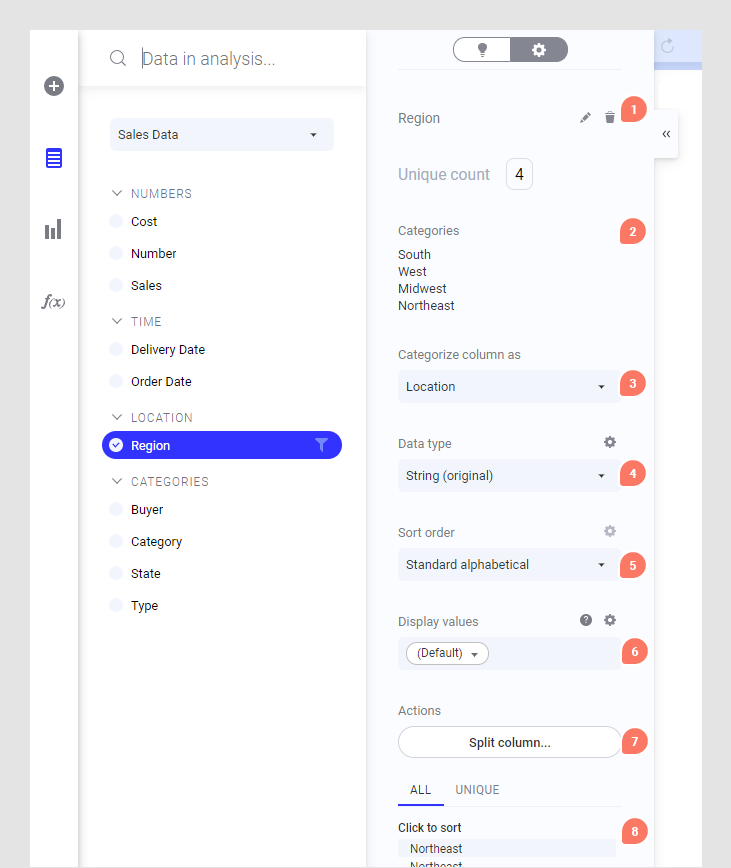 Data in analysis...
Sales Data
NUMBERS
Cost
Number
Sales
TIME
Delivery Date
Order Date
LOCATION
Region
CATEGORIES
Buyer
Category
State
Type
f(x)
Region
1
Unique count 4
Categories
2
South
West
Midwest
Northeast
Categorize column as
Location
3
Data type
String (original)
4
Sort order
Standard alphabetical
5
Display values
?
(Default)
6
Actions
Split column...
7
ALL UNIQUE
Click to sort
8
Northeast
Northeast